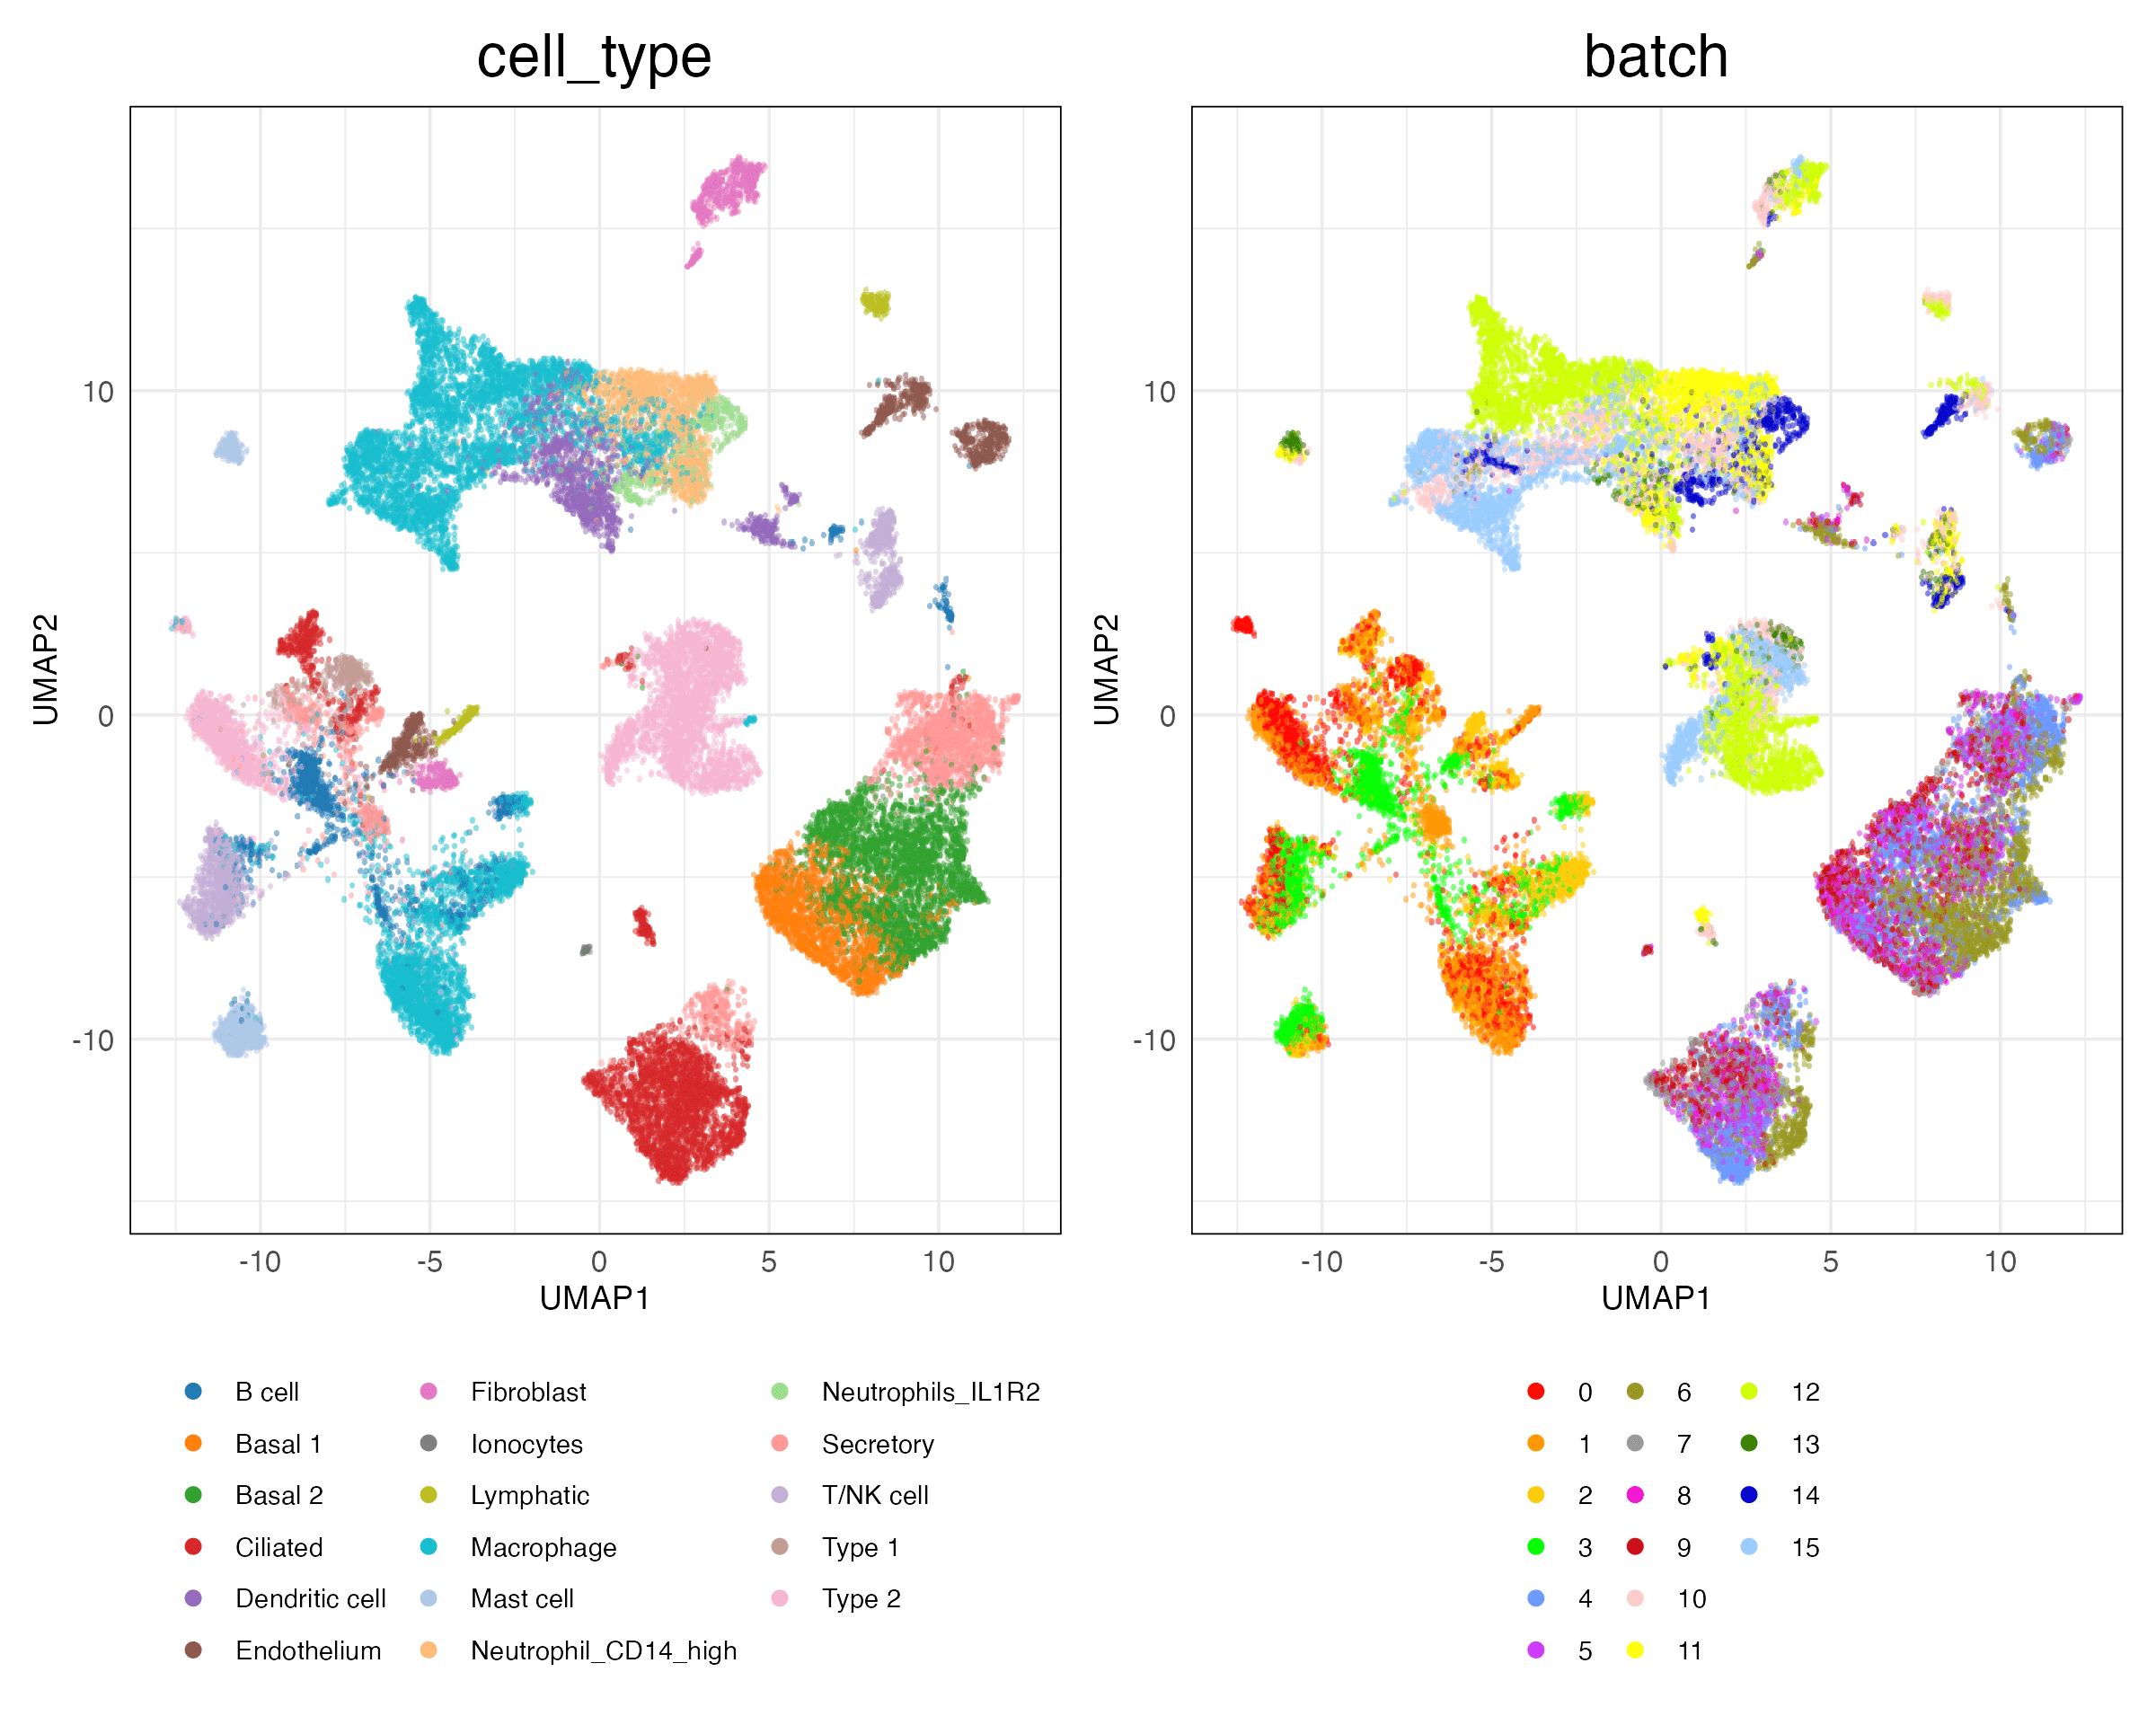 cell_type
batch
10
0
-10
UMAP2
-10 -5 0 5 10
UMAP1
10
0
-10
UMAP2
-10 -5 0 5 10
UMAP1
B cell
Basal 1
Basal 2
Ciliated
Dendritic cell
Endothelium
Fibroblast
Ionocytes
Lymphatic
Macrophage
Mast cell
Neutrophil_CD14_high
Neutrophils_IL1R2
Secretory
T/NK cell
Type 1
Type 2
0
1
2
3
4
5
6
7
8
9
10
11
12
13
14
15